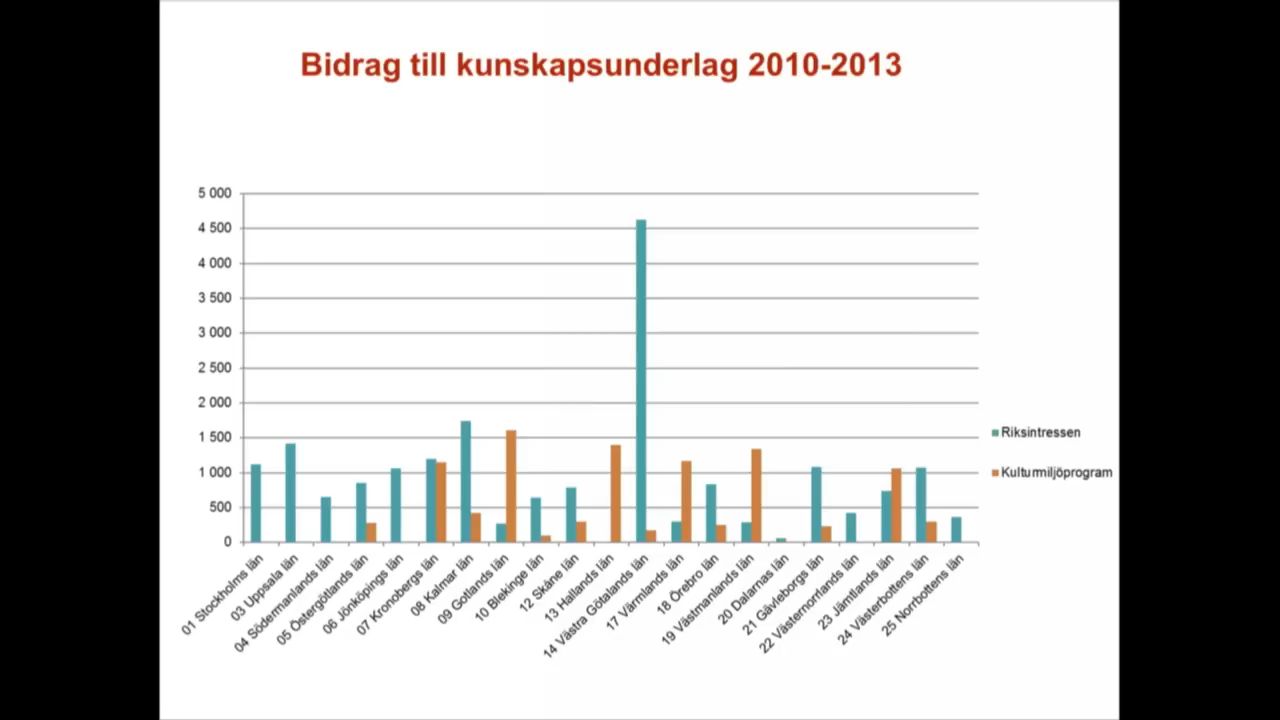 Bidrag till kunskapsunderlag 2010-2013
5 000
4 500
4 000
3 500
3 000
2 500
2 000
1 500
1 000
500
0
Riksintressen
Kulturmiljöprogram
01 Stockholms län
03 Uppsala län
04 Södermanlands län
05 Östergötlands län
06 Jönköpings län
07 Kronobergs län
08 Kalmar län
09 Gotlands län
10 Blekinge län
12 Skåne län
13 Hallands län
14 Västra Götalands län
17 Värmlands län
18 Örebro län
19 Västmanlands län
20 Dalarnas län
21 Gävleborgs län
22 Västernorrlands län
23 Jämtlands län
24 Västerbottens län
25 Norrbottens län